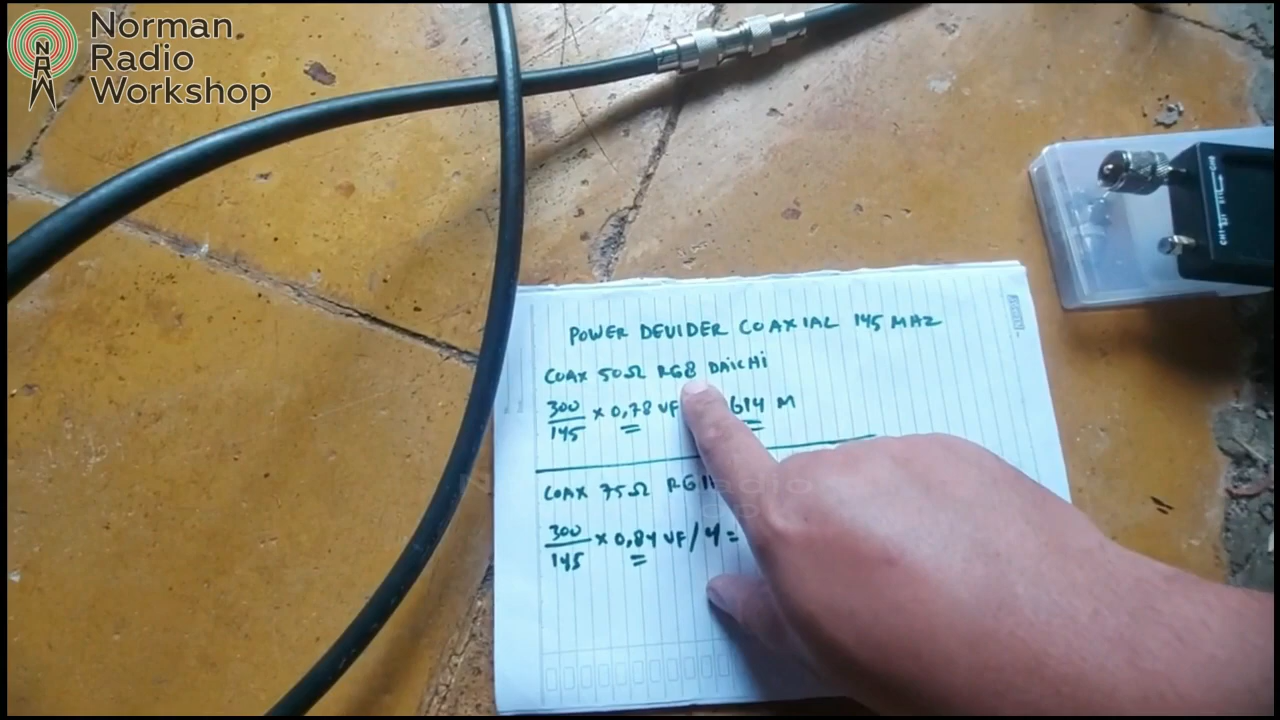 Norman
Radio
Workshop
POWER DEVIDER COAXIAL 145 MHZ
COAX 50Ω RG8 DAICHI
300/145 x 0,78 VF 614 M
COAX 75Ω RG11
300/145 x 0,84 VF/4 =